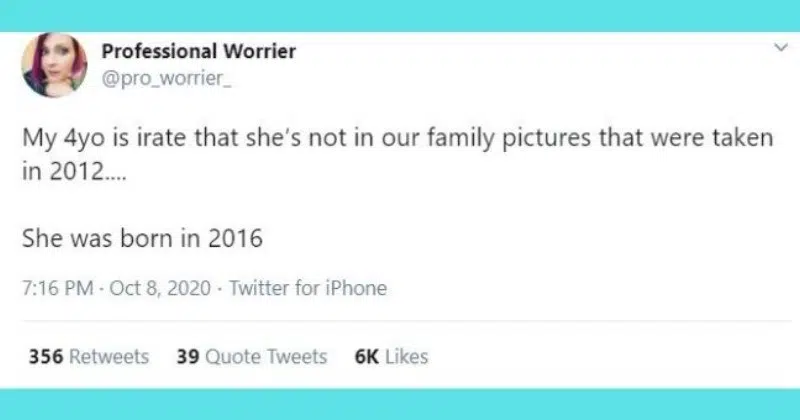 Professional Worrier
@pro_worrier_
My 4yo is irate that she's not in our family pictures that were taken
in 2012....
She was born in 2016
7:16 PM · Oct 8, 2020 · Twitter for iPhone
356 Retweets 39 Quote Tweets 6K Likes